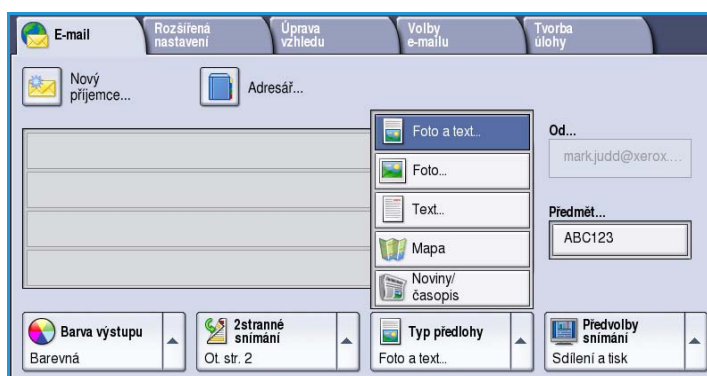 E-mail
Rozšířená
nastavení
Úprava
vzhledu
Volby
e-mailu
Tvorba
úlohy
Nový
příjemce...
Adresář...
Foto a text...
Foto...
Text...
Mapa
Noviny/
časopis
Od...
mark.judd@xerox....
Předmět...
ABC123
Barva výstupu
Barevná
2stranné
snímání
Ot. str. 2
Typ předlohy
Foto a text...
Předvolby
snímání
Sdílení a tisk